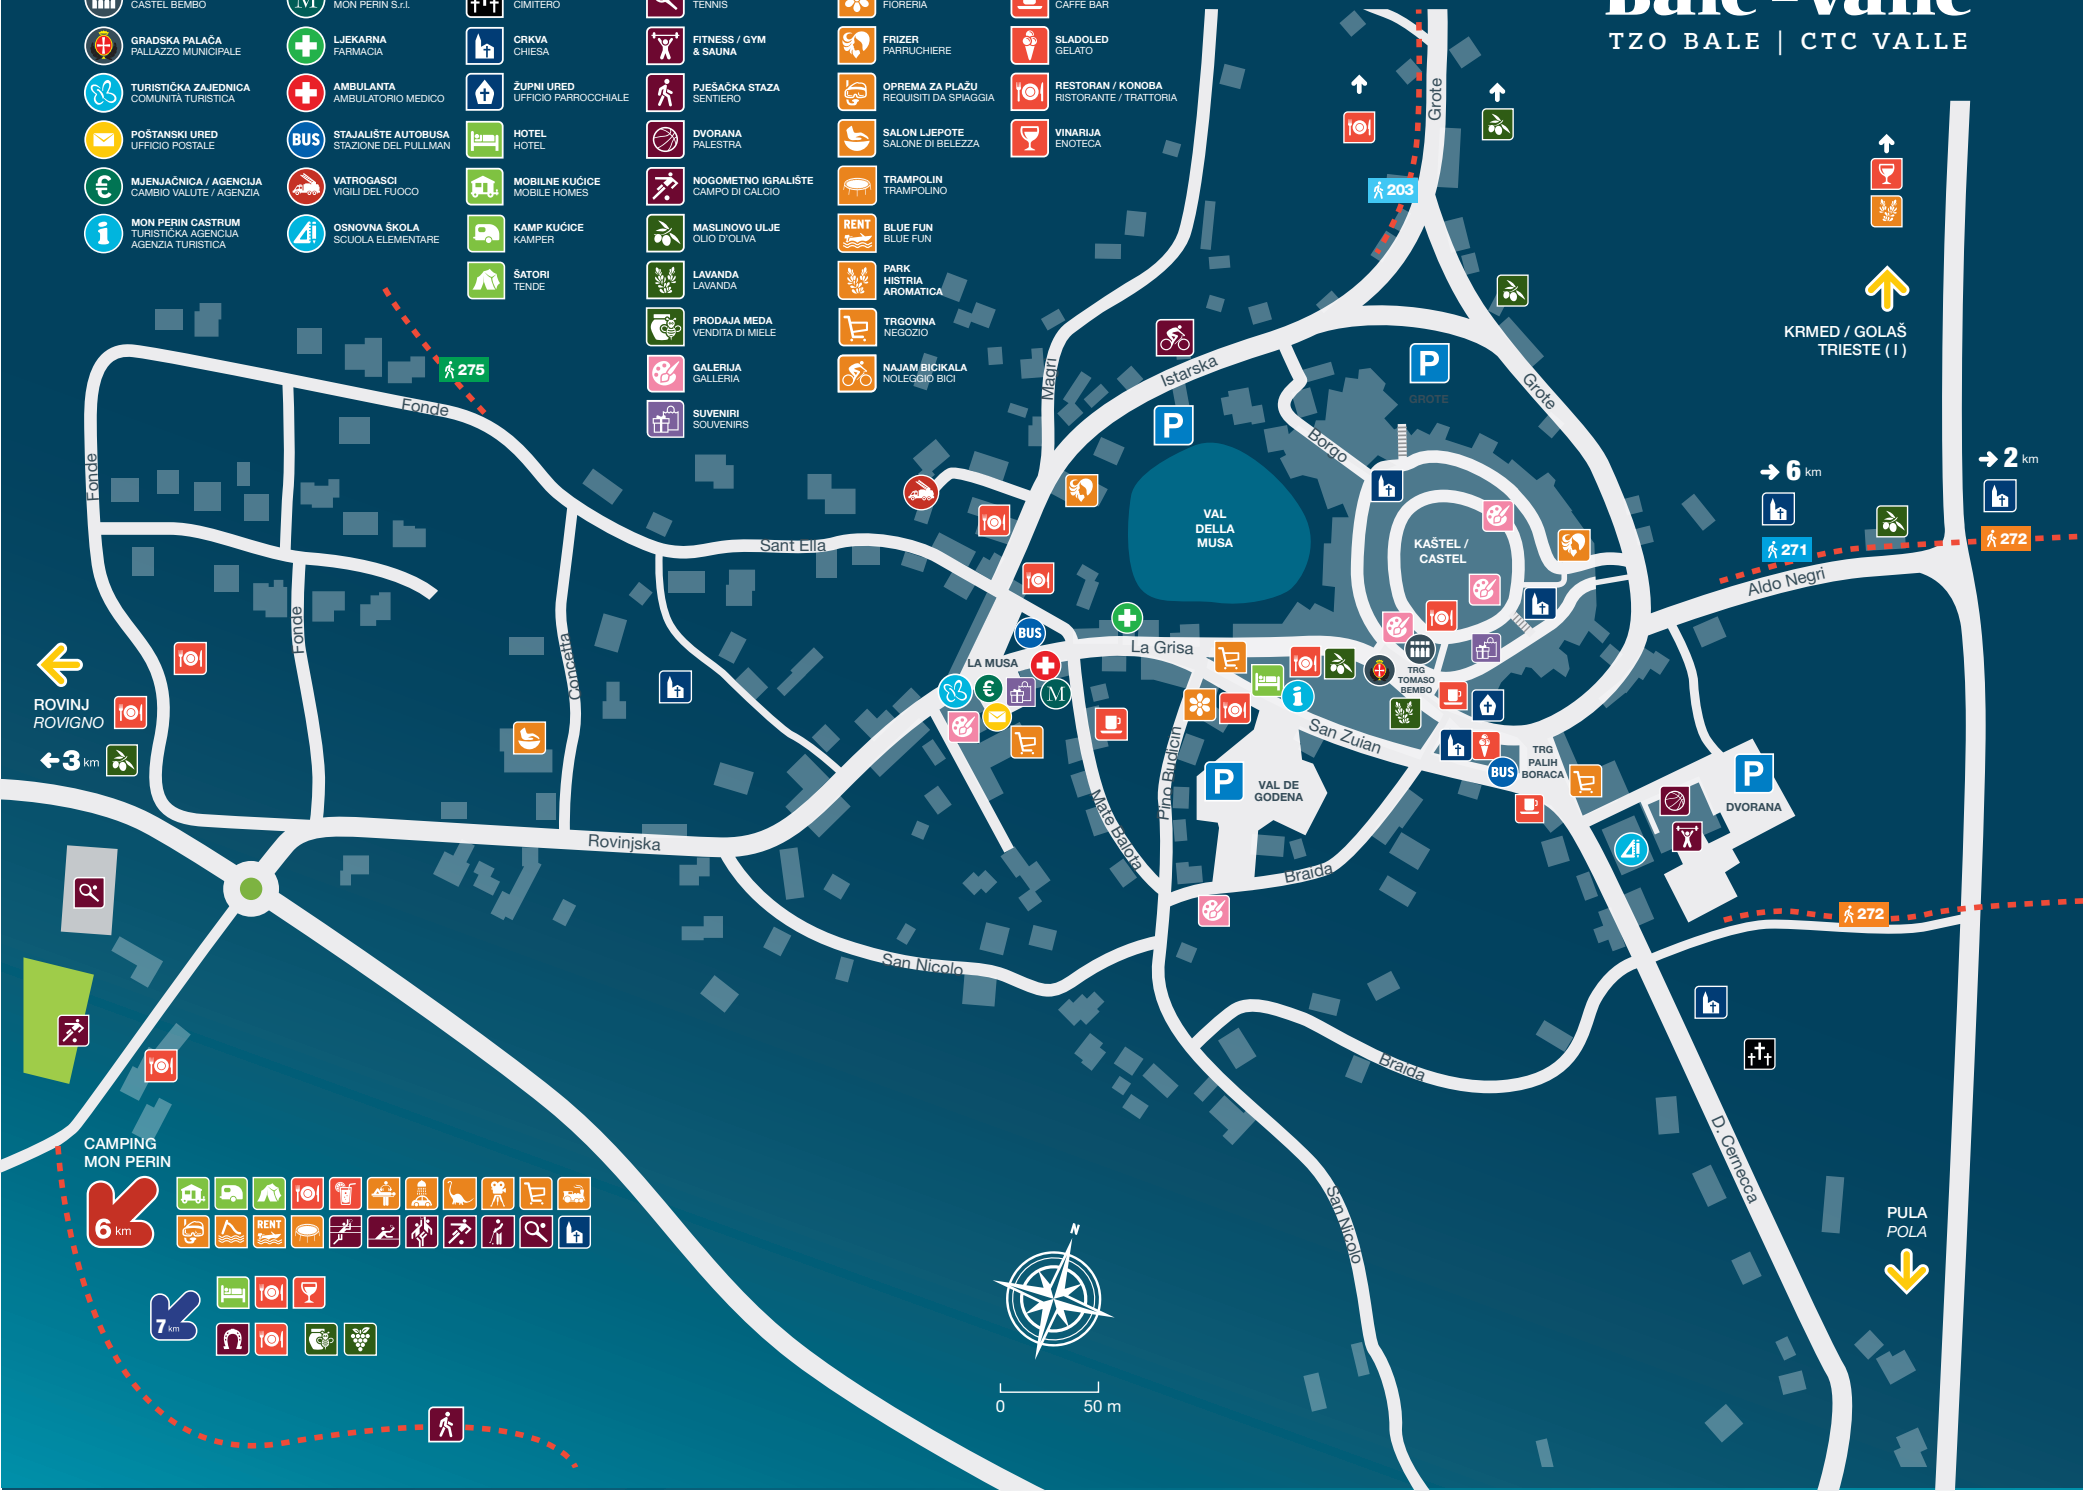 CASTEL BEMBO
GRADSKA PALAČA
PALLAZZO MUNICIPALE
TURISTIČKA ZAJEDNICA
COMUNITÀ TURISTICA
POŠTANSKI URED
UFFICIO POSTALE
MJENJAČNICA / AGENCIJA
CAMBIO VALUTE / AGENZIA
MON PERIN CASTRUM
TURISTIČKA AGENCIJA
AGENZIA TURISTICA
M
MON PERIN S.r.l.
LJEKARNA
FARMACIA
AMBULANTA
AMBULATORIO MEDICO
BUS
STAJALIŠTE AUTOBUSA
STAZIONE DEL PULLMAN
VATROGASCI
VIGILI DEL FUOCO
OSNOVNA ŠKOLA
SCUOLA ELEMENTARE
CIMITERO
CRKVA
CHIESA
ŽUPNI URED
UFFICIO PARROCCHIALE
HOTEL
HOTEL
MOBILNE KUĆICE
MOBILE HOMES
KAMP KUĆICE
KAMPER
ŠATORI
TENDE
TENNIS
FITNESS / GYM
& SAUNA
PJEŠAČKA STAZA
SENTIERO
DVORANA
PALESTRA
NOGOMETNO IGRALIŠTE
CAMPO DI CALCIO
MASLINOVO ULJE
OLIO D'OLIVA
LAVANDA
LAVANDA
PRODAJA MEDA
VENDITA DI MIELE
GALERIJA
GALLERIA
SUVENIRI
SOUVENIRS
FIORERIA
FRIZER
PARRUCHIERE
OPREMA ZA PLAŽU
REQUISITI DA SPIAGGIA
SALON LJEPOTE
SALONE DI BELEZZA
TRAMPOLIN
TRAMPOLINO
RENT
BLUE FUN
BLUE FUN
PARK
HISTRIA
AROMATICA
TRGOVINA
NEGOZIO
NAJAM BICIKALA
NOLEGGIO BICI
CAFFE BAR
SLADOLED
GELATO
RESTORAN / KONOBA
RISTORANTE / TRATTORIA
VINARIJA
ENOTECA
Bale - Valle
TZO BALE | CTC VALLE
Grote
203
KRMED / GOLAŠ
TRIESTE ( I )
275
Fonde
Magri
Istarska
P
GROTE
Grote
P
Borgo
Fonde
6 km
2 km
271
272
Aldo Negri
VAL
DELLA
MUSA
KAŠTEL /
CASTEL
Sant Ella
Fonde
Concetta
ROVINJ
ROVIGNO
3 km
BUS
LA MUSA
M
La Grisa
TRG
TOMASO
BEMBO
San Zuian
BUS
TRG
PALIH
BORACA
P
DVORANA
P
VAL DE
GODENA
Pino Budicin
Mate Balota
Rovinjska
Braida
272
San Nicolo
Braida
D. Cernecca
San Nicolo
CAMPING
MON PERIN
6 km
RENT
7 km
N
0
50 m
PULA
POLA